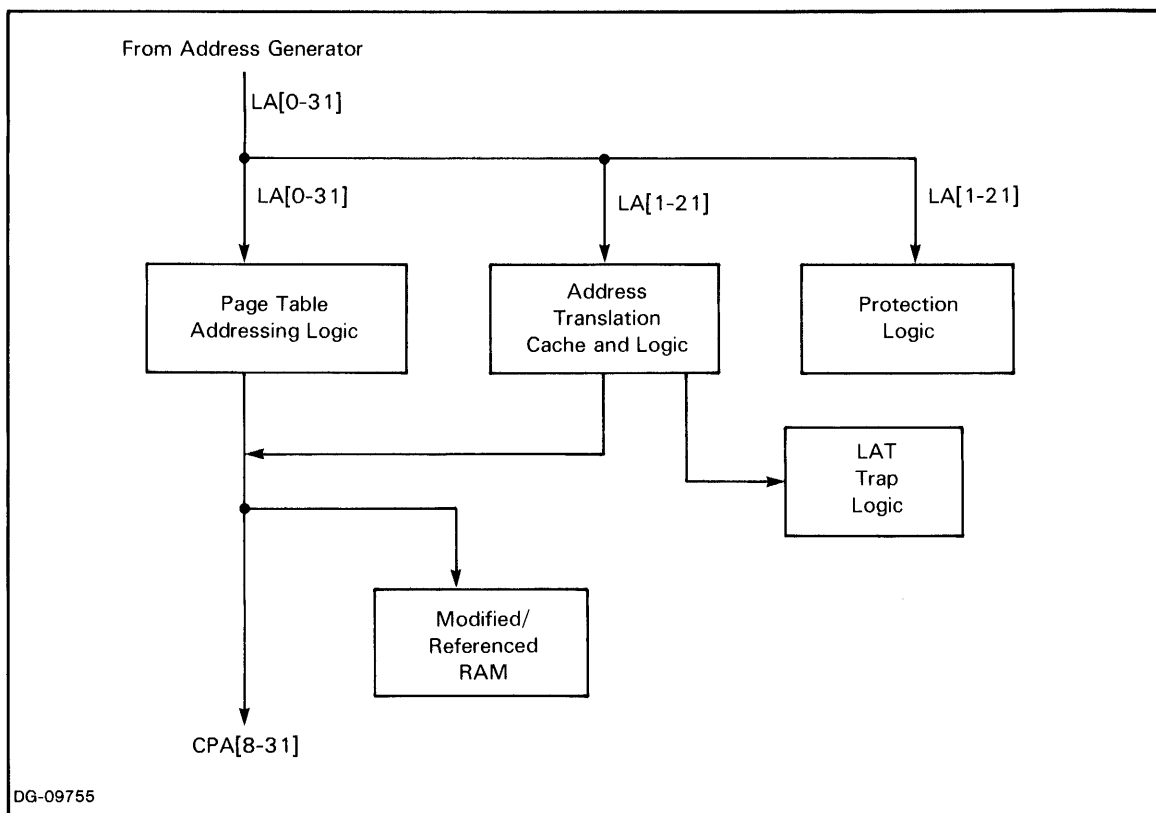 From Address Generator
LA[0-31]
LA[0-31]
LA[1-21]
LA[1-21]
Page Table
Addressing Logic
Address
Translation
Cache and Logic
Protection
Logic
LAT
Trap
Logic
Modified/
Referenced
RAM
CPA[8-31]
DG-09755